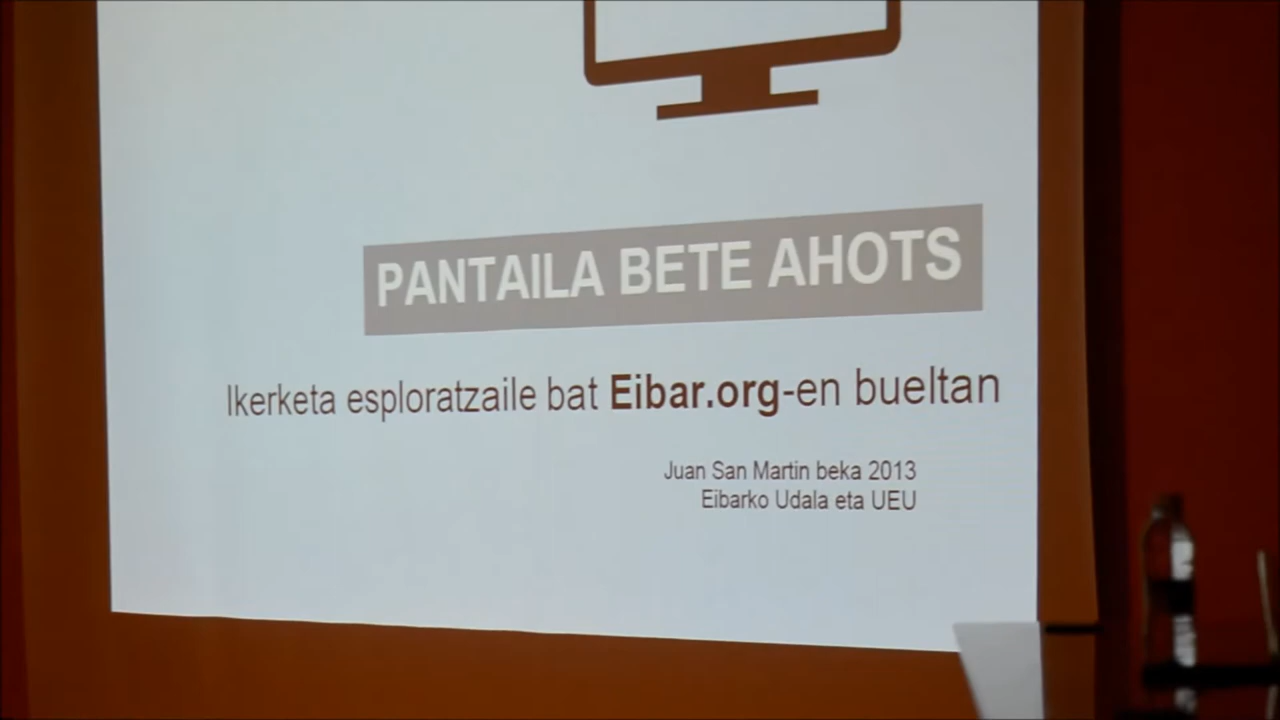 PANTAILA BETE AHOTS
Ikerketa esploratzaile bat Eibar.org-en bueltan
Juan San Martin beka 2013
Eibarko Udala eta UEU